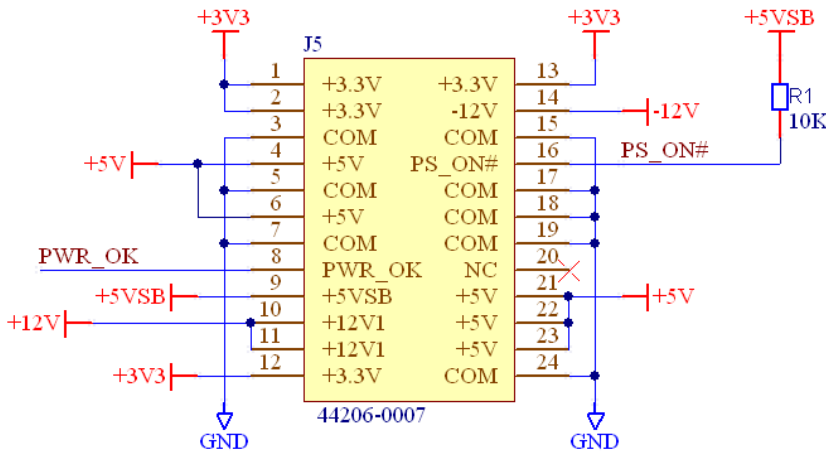 +3V3 +3V3 +5VSB
J5
1 +3.3V +3.3V 13
2 +3.3V -12V 14 -12V
R1
10K
3 COM COM 15
+5V 4 +5V PS_ON# 16 PS_ON#
5 COM COM 17
6 +5V COM 18
7 COM COM 19
PWR_OK 8 PWR_OK NC 20
+5VSB 9 +5VSB +5V 21 +5V
+12V 10 +12V1 +5V 22
11 +12V1 +5V 23
+3V3 12 +3.3V COM 24
44206-0007
GND GND